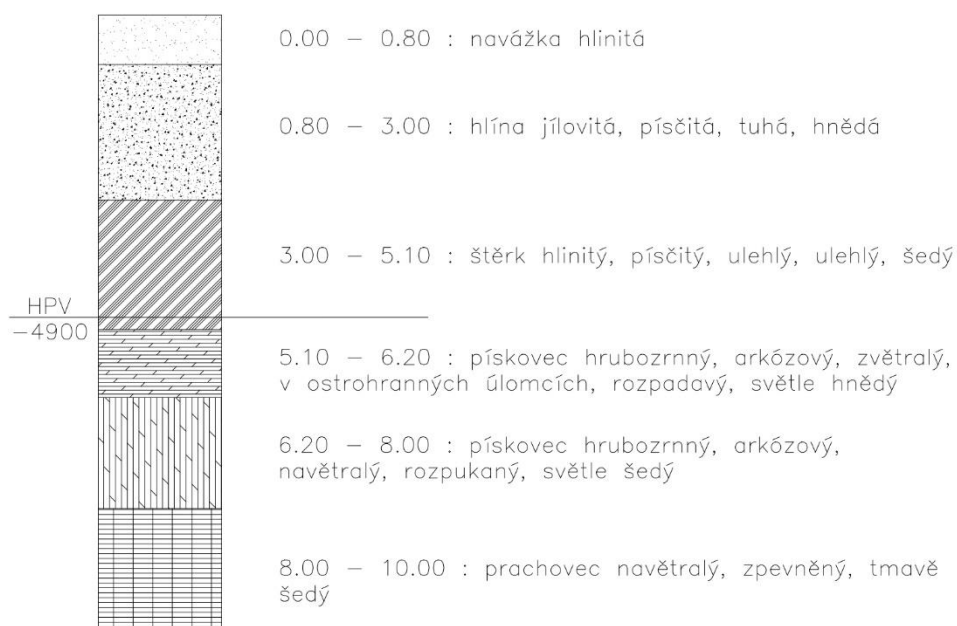 0.00 – 0.80 : navážka hlinitá
0.80 – 3.00 : hlína jílovitá, písčitá, tuhá, hnědá
3.00 – 5.10 : štěrk hlinitý, písčitý, ulehlý, ulehlý, šedý
HPV
–4900
5.10 – 6.20 : pískovec hrubozrnný, arkózový, zvětralý,
v ostrohranných úlomcích, rozpadavý, světle hnědý
6.20 – 8.00 : pískovec hrubozrnný, arkózový,
navětralý, rozpukaný, světle šedý
8.00 – 10.00 : prachovec navětralý, zpevněný, tmavě
šedý